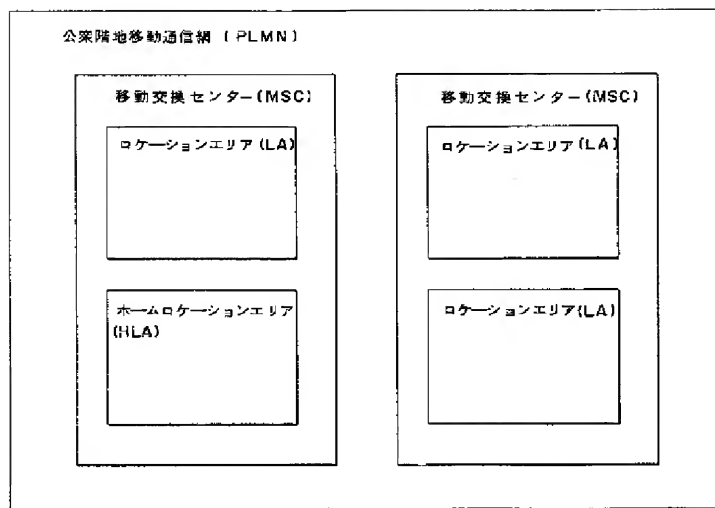 公衆階地移動通信網 (PLMN)
移動交換センター(MSC)
ロケーションエリア(LA)
ホームロケーションエリア
(HLA)
移動交換センター(MSC)
ロケーションエリア(LA)
ロケーションエリア(LA)